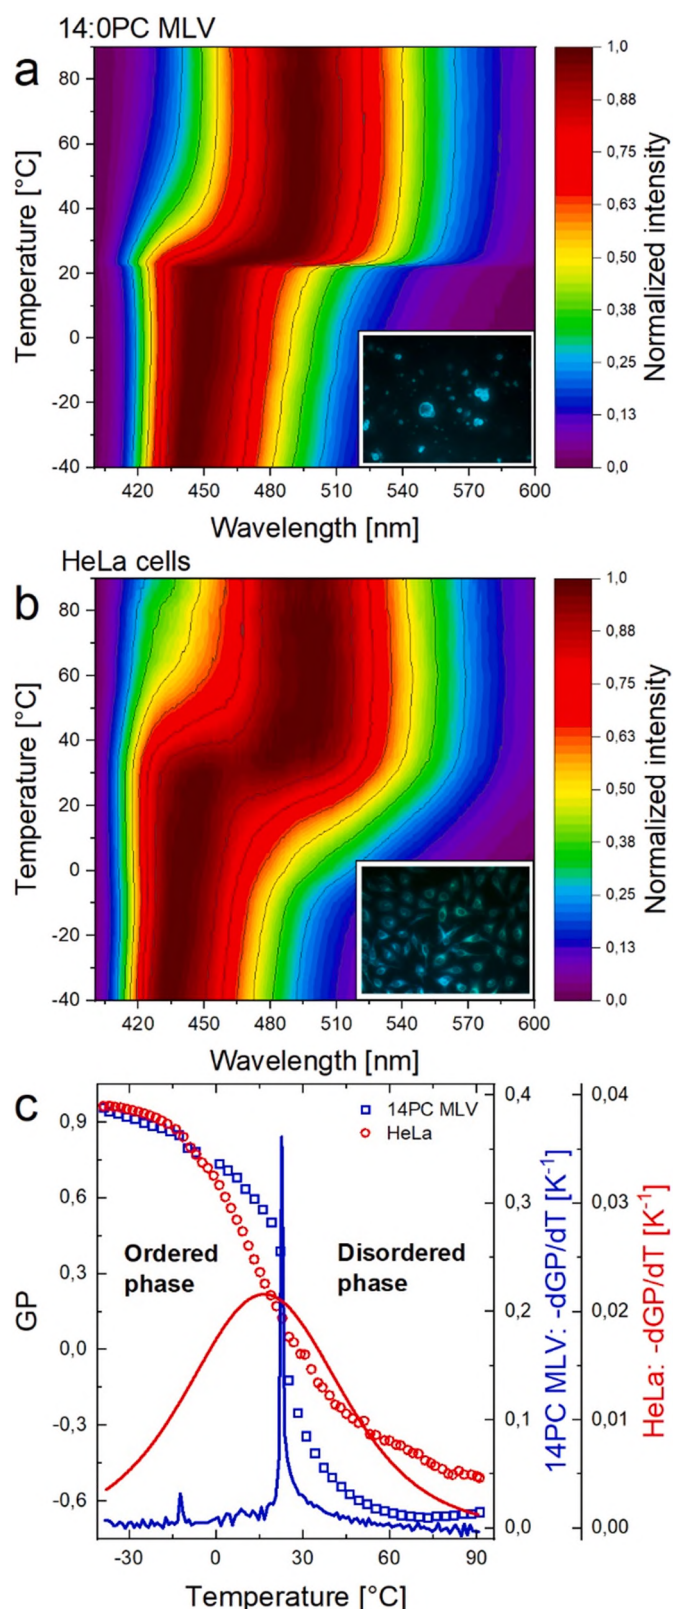 14:0PC MLV
a
Temperature [°C]
80
60
40
20
0
-20
-40
420 450 480 510 540 570 600
Wavelength [nm]
1,0
0,88
0,75
0,63
0,50
0,38
0,25
0,13
0,0
Normalized intensity
HeLa cells
b
Temperature [°C]
80
60
40
20
0
-20
-40
420 450 480 510 540 570 600
Wavelength [nm]
1,0
0,88
0,75
0,63
0,50
0,38
0,25
0,13
0,0
Normalized intensity
c
14PC MLV
HeLa
Ordered
phase
Disordered
phase
GP
0,9
0,6
0,3
0,0
-0,3
-0,6
-30 0 30 60 90
Temperature [°C]
0,4
0,3
0,2
0,1
0,0
14PC MLV: -dGP/dT [K-1]
0,04
0,03
0,02
0,01
0,00
HeLa: -dGP/dT [K-1]